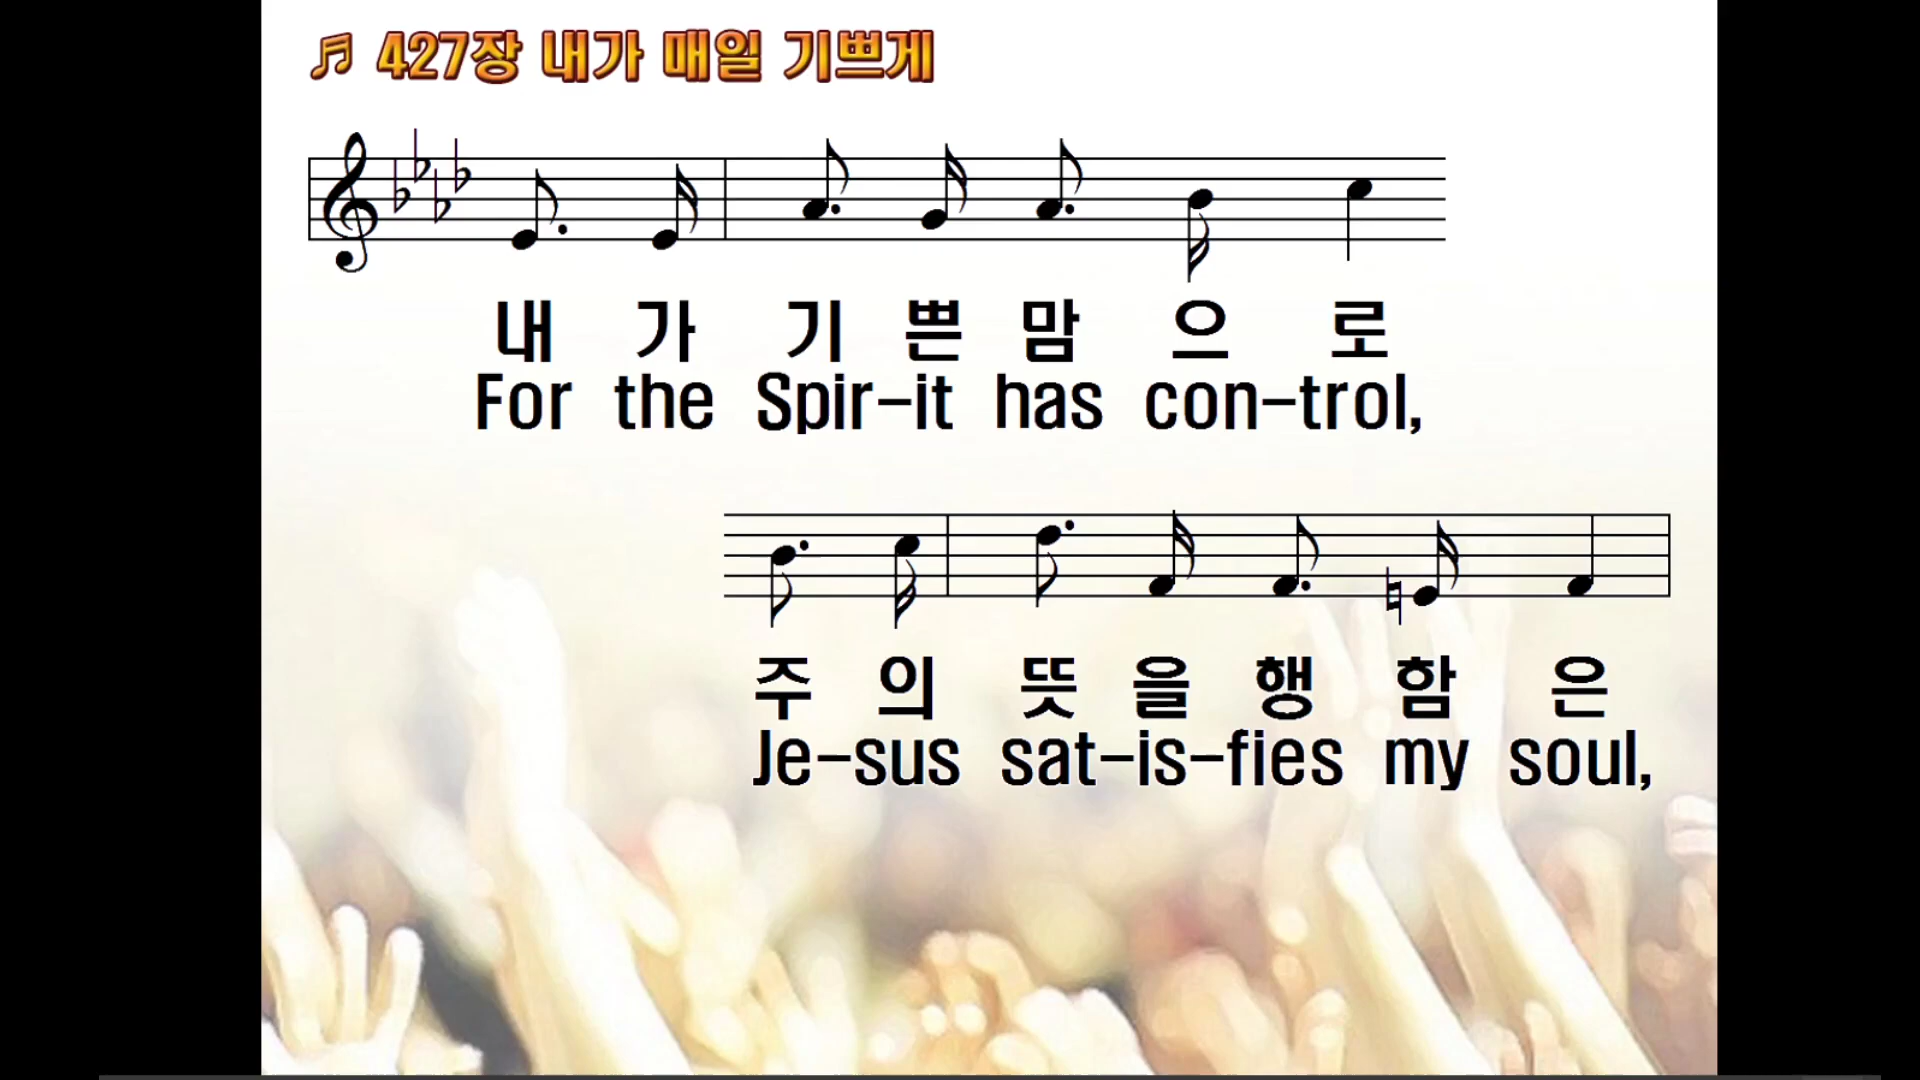 427장 내가 매일 기쁘게
내 가 기 쁜 맘 으 로
For the Spir-it has con-trol,
주 의 뜻 을 행 함 은
Je-sus sat-is-fies my soul,